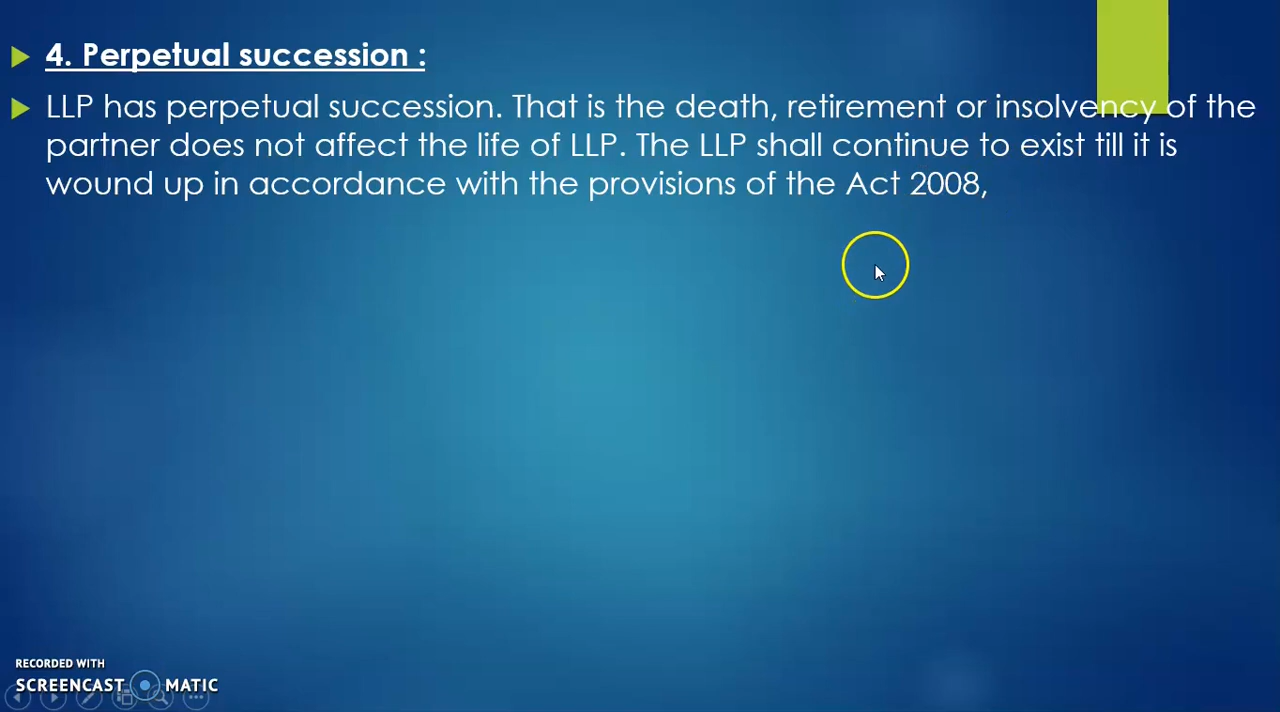 4. Perpetual succession :
LLP has perpetual succession. That is the death, retirement or insolvency of the
partner does not affect the life of LLP. The LLP shall continue to exist till it is
wound up in accordance with the provisions of the Act 2008,
RECORDED WITH
SCREENCAST MATIC